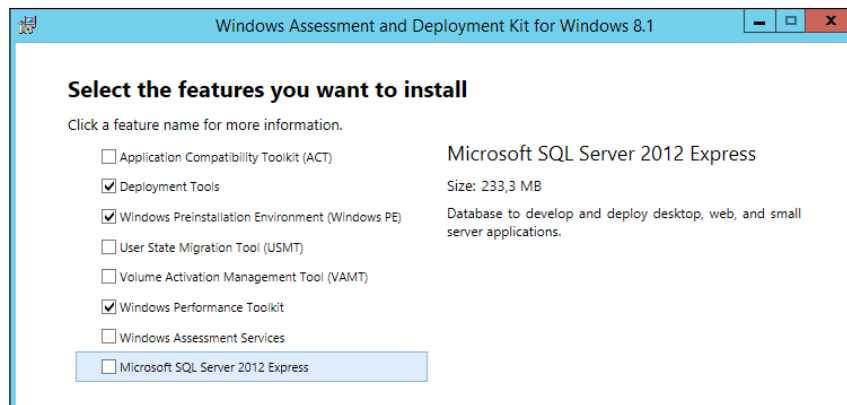 Windows Assessment and Deployment Kit for Windows 8.1
Select the features you want to install
Click a feature name for more information.
Application Compatibility Toolkit (ACT)
Deployment Tools
Windows Preinstallation Environment (Windows PE)
User State Migration Tool (USMT)
Volume Activation Management Tool (VAMT)
Windows Performance Toolkit
Windows Assessment Services
Microsoft SQL Server 2012 Express
Microsoft SQL Server 2012 Express
Size: 233,3 MB
Database to develop and deploy desktop, web, and small
server applications.